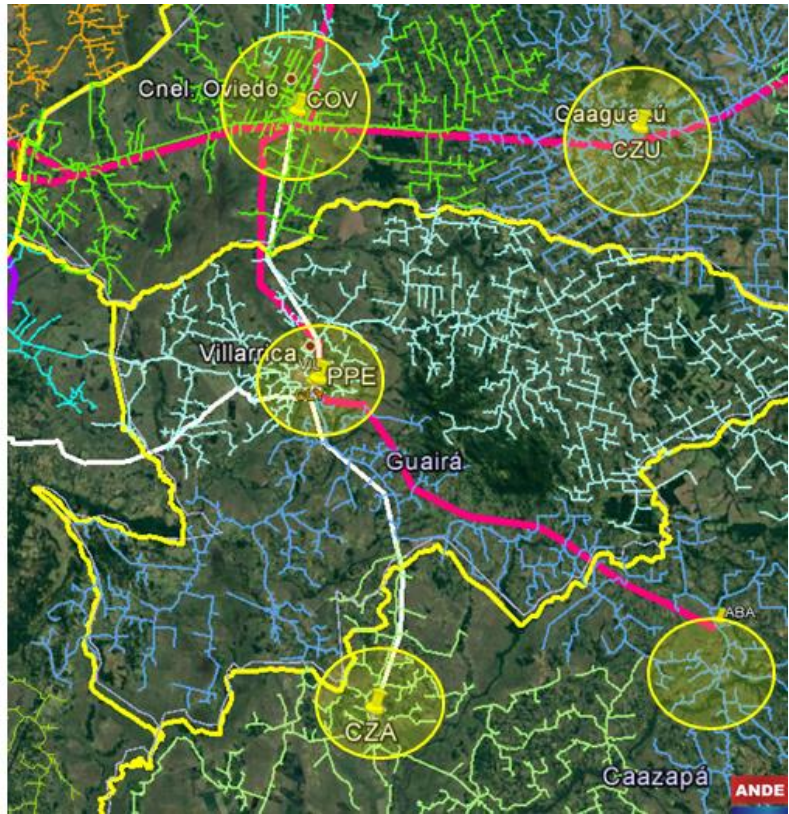 Cnel. Oviedo
COV
Caaguazú
CZU
Villarrica
PPE
Guairá
ABA
CZA
Caazapá
ANDE